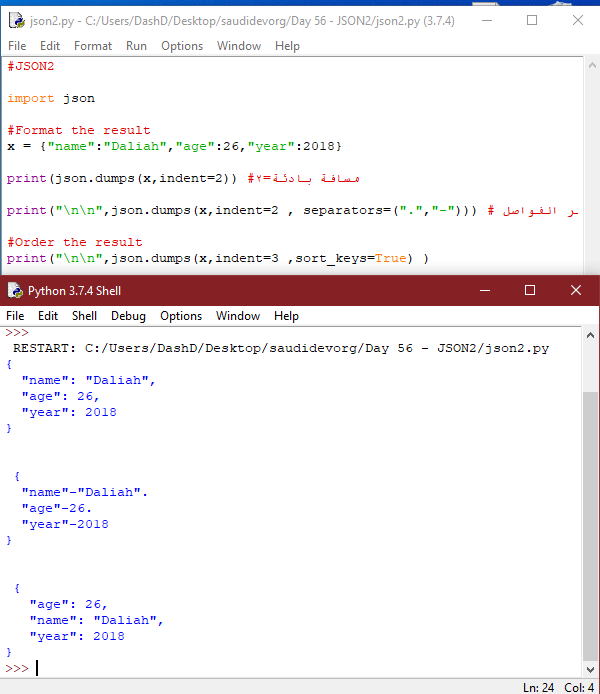 json2.py - C:/Users/DashD/Desktop/saudidevorg/Day 56 - JSON2/json2.py (3.7.4)
File Edit Format Run Options Window Help
#JSON2
import json
#Format the result
x = {"name":"Daliah","age":26,"year":2018}
print(json.dumps(x,indent=2)) #مسافة بادئة=٢
print("\n\n",json.dumps(x,indent=2 , separators=(".","-"))) # الفواصل
#Order the result
print("\n\n",json.dumps(x,indent=3 ,sort_keys=True) )
Python 3.7.4 Shell
File Edit Shell Debug Options Window Help
>>>
RESTART: C:/Users/DashD/Desktop/saudidevorg/Day 56 - JSON2/json2.py
{
"name": "Daliah",
"age": 26,
"year": 2018
}
{
"name"-"Daliah".
"age"-26.
"year"-2018
}
{
"age": 26,
"name": "Daliah",
"year": 2018
}
>>>
Ln: 24 Col: 4